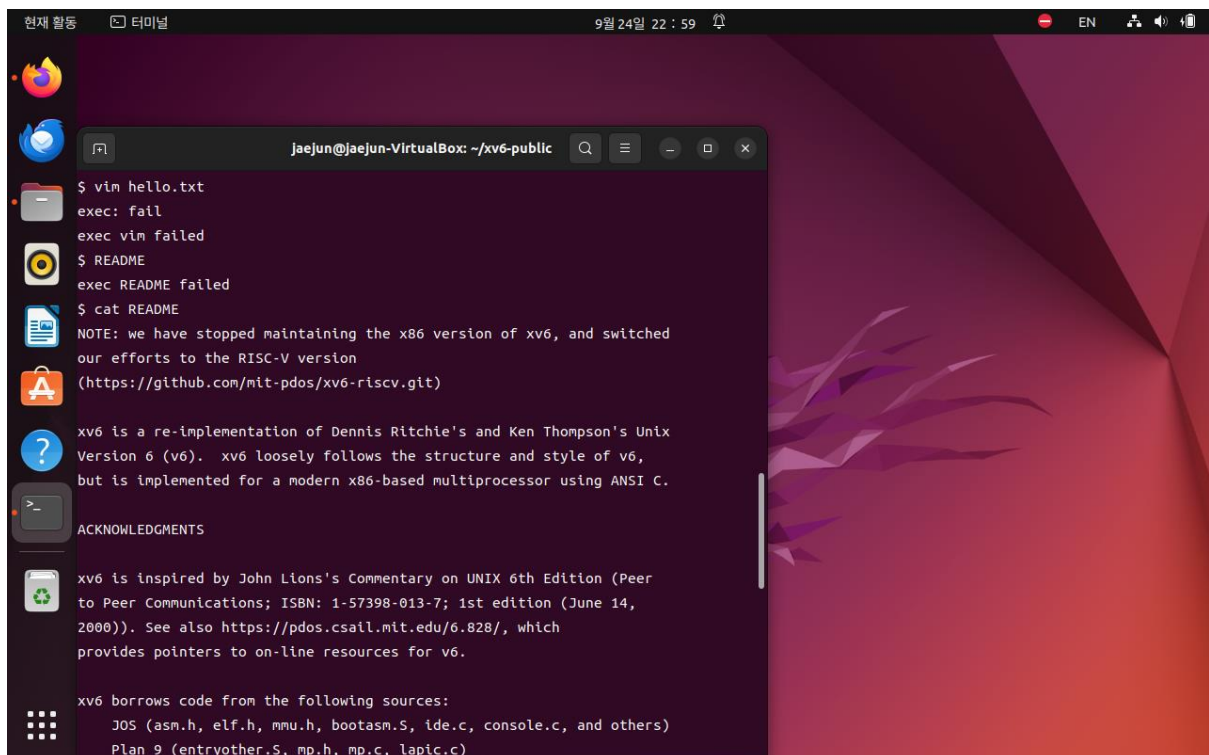 현재 활동
터미널
9월 24일 22 : 59
EN
jaejun@jaejun-VirtualBox: ~/xv6-public
$ vim hello.txt
exec: fail
exec vim failed
$ README
exec README failed
$ cat README
NOTE: we have stopped maintaining the x86 version of xv6, and switched
our efforts to the RISC-V version
(https://github.com/mit-pdos/xv6-riscv.git)
xv6 is a re-implementation of Dennis Ritchie's and Ken Thompson's Unix
Version 6 (v6).  xv6 loosely follows the structure and style of v6,
but is implemented for a modern x86-based multiprocessor using ANSI C.
ACKNOWLEDGMENTS
xv6 is inspired by John Lions's Commentary on UNIX 6th Edition (Peer
to Peer Communications; ISBN: 1-57398-013-7; 1st edition (June 14,
2000)). See also https://pdos.csail.mit.edu/6.828/, which
provides pointers to on-line resources for v6.
xv6 borrows code from the following sources:
    JOS (asm.h, elf.h, mmu.h, bootasm.S, ide.c, console.c, and others)
    Plan 9 (entryother.S, mp.h, mp.c, lapic.c)